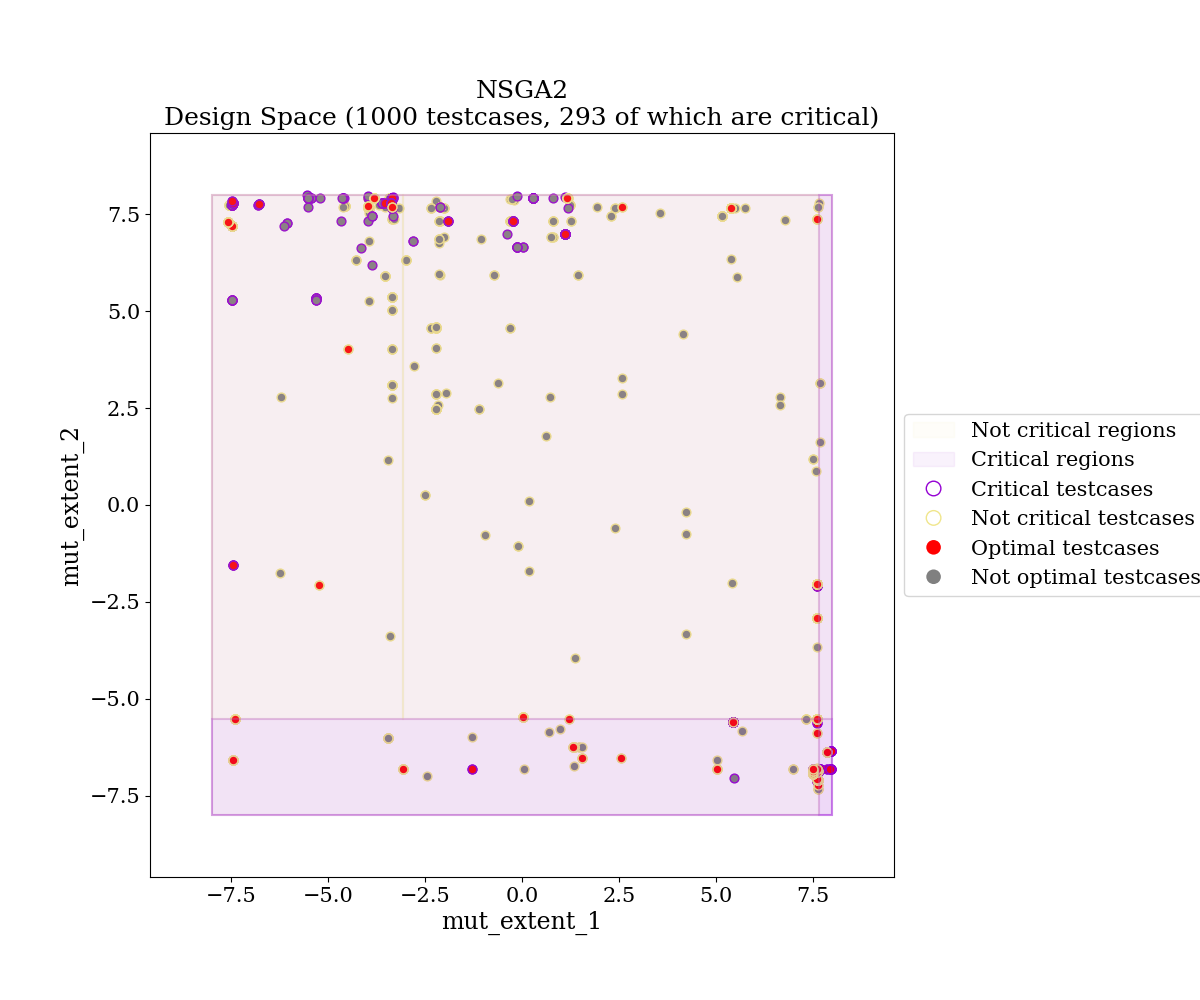 NSGA2
Design Space (1000 testcases, 293 of which are critical)
7.5
5.0
2.5
0.0
−2.5
−5.0
−7.5
mut_extent_2
−7.5
−5.0
−2.5
0.0
2.5
5.0
7.5
mut_extent_1
Not critical regions
Critical regions
Critical testcases
Not critical testcases
Optimal testcases
Not optimal testcases